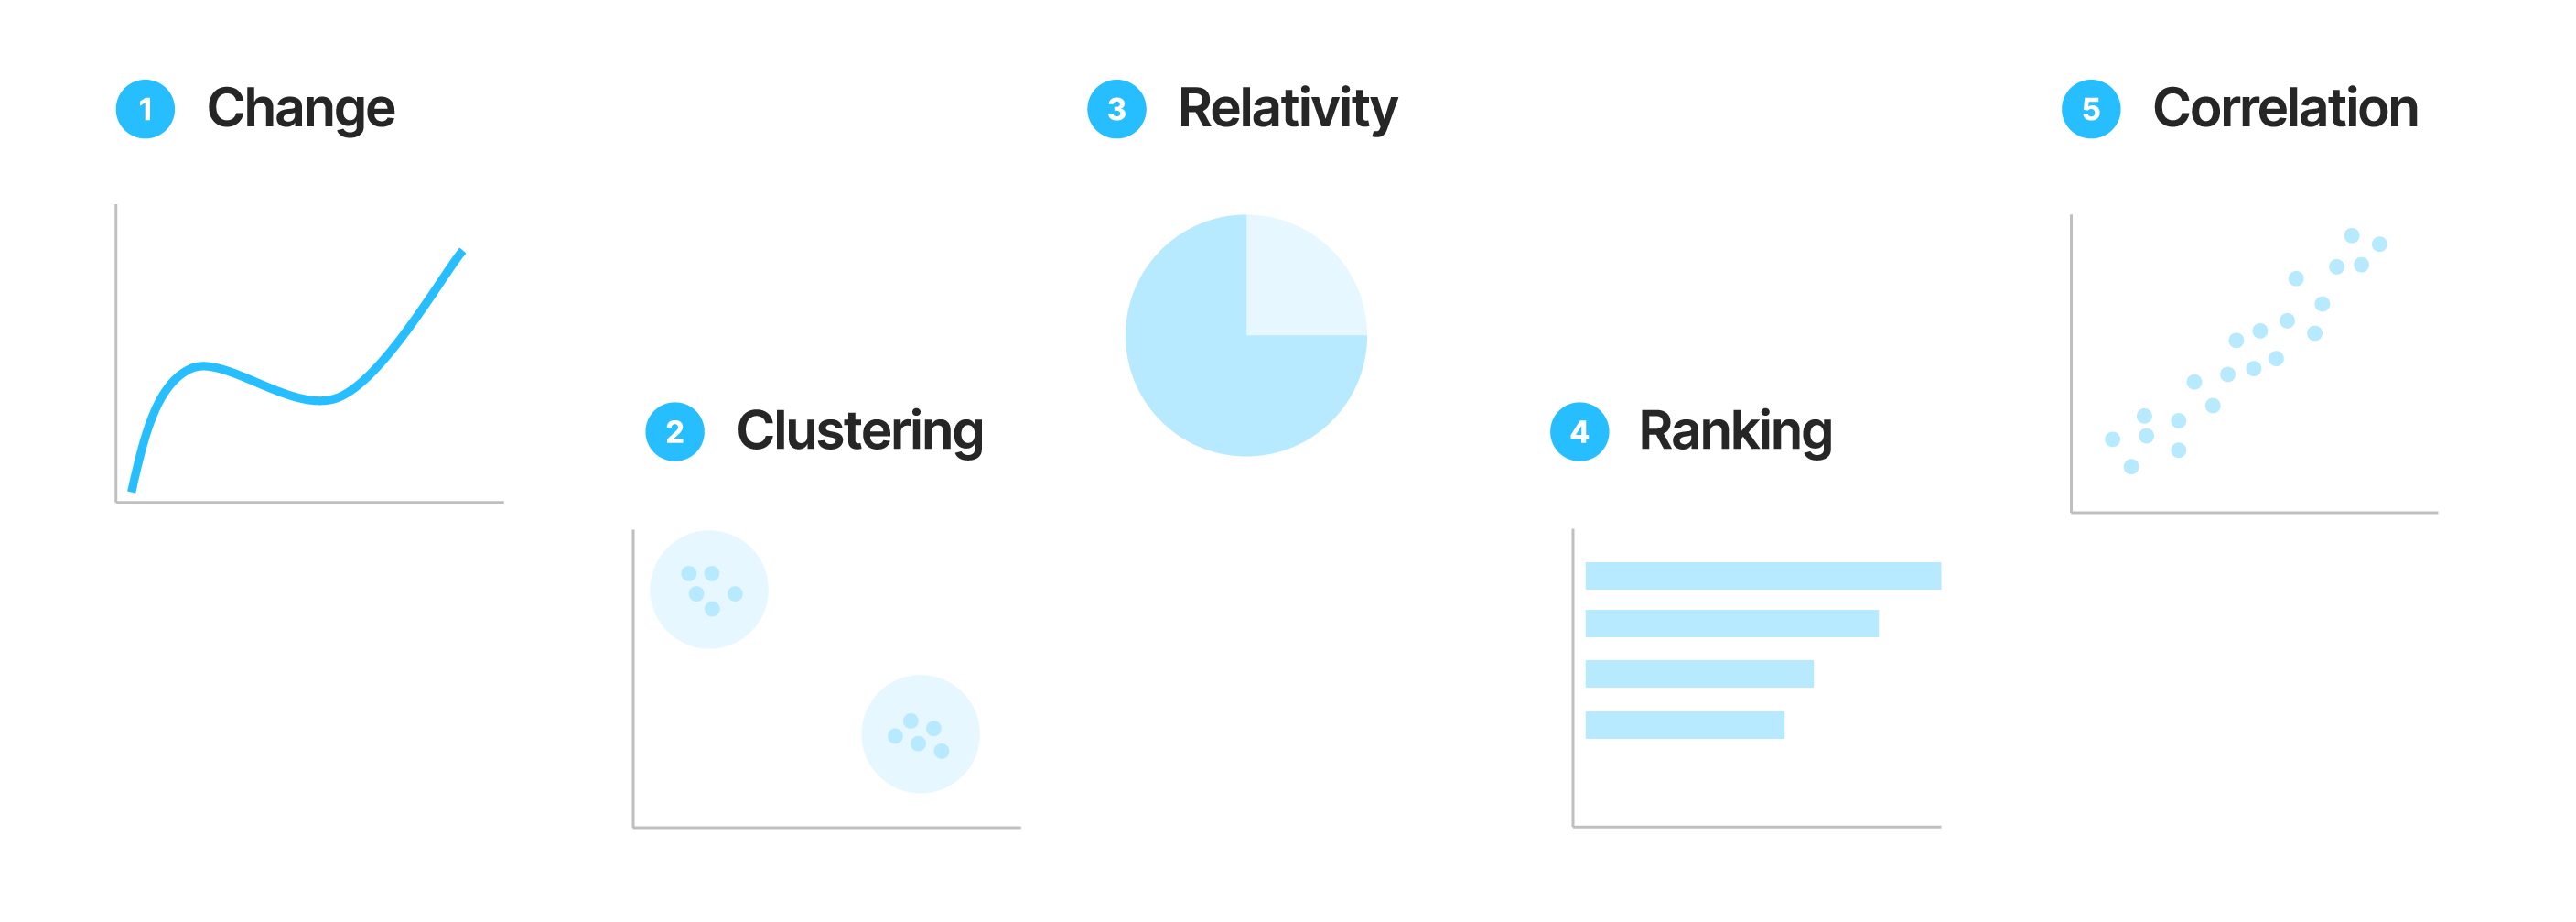 1 Change
2 Clustering
3 Relativity
4 Ranking
5 Correlation